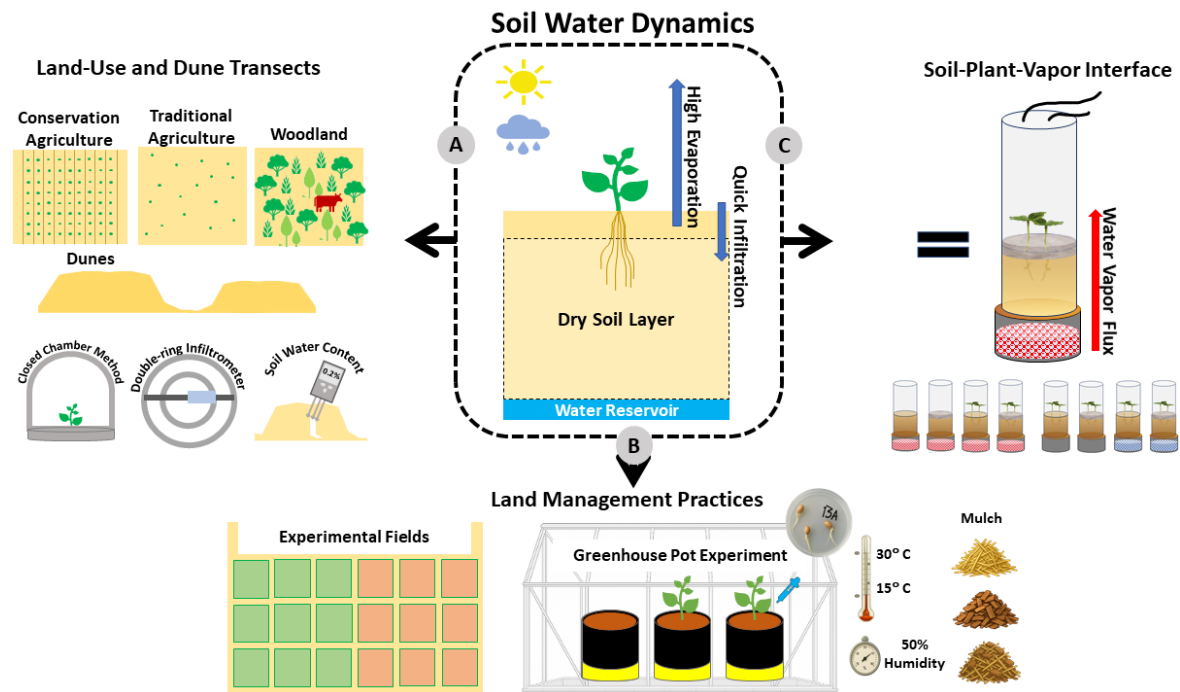 Soil Water Dynamics
Land-Use and Dune Transects
Conservation
Agriculture
Traditional
Agriculture
Woodland
Dunes
Closed Chamber Method
Double-ring Infiltrometer
Soil Water Content
0.2%
A
High Evaporation
Quick Infiltration
Dry Soil Layer
Water Reservoir
C
B
Soil-Plant-Vapor Interface
Water Vapor Flux
Land Management Practices
Experimental Fields
Greenhouse Pot Experiment
13A
30° C
15° C
50%
Humidity
Mulch